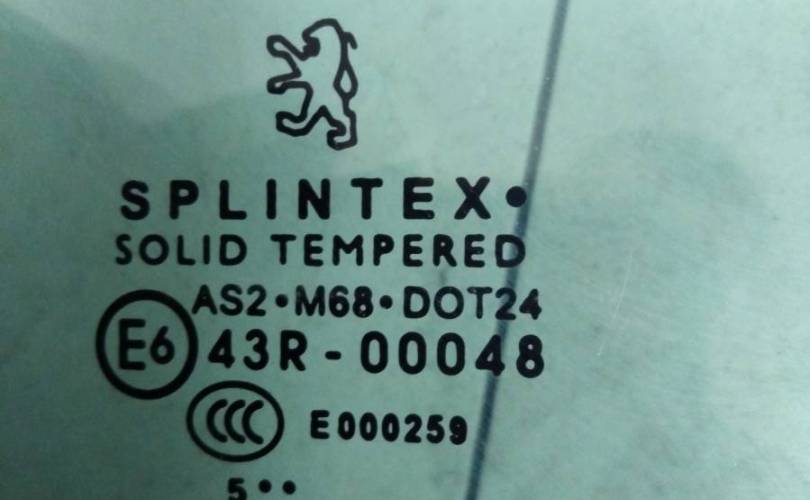 SPLINTEX•
SOLID TEMPERED
AS2•M68•DOT24
E6 43R-00048
CCC E000259
5••